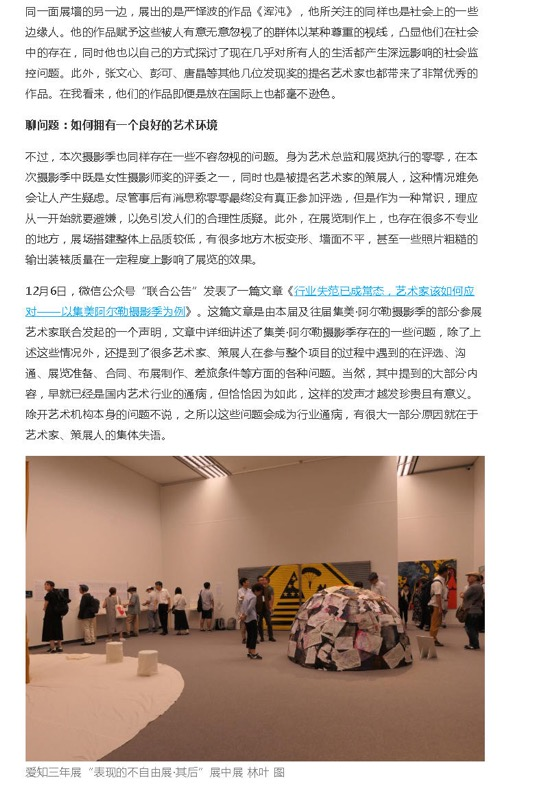 同一面展墙的另一边，展出的是严怿波的作品《浑沌》，他所关注的同样也是社会上的一些
边缘人。他的作品赋予这些被人有意无意忽视了的群体以某种尊重的视线，凸显他们在社会
中的存在，同时他也以自己的方式探讨了现在几乎对所有人的生活都产生深远影响的社会监
控问题。此外，张文心、彭可、唐晶等其他几位发现奖的提名艺术家也都带来了非常优秀的
作品。在我看来，他们的作品即便是放在国际上也都毫不逊色。
聊问题：如何拥有一个良好的艺术环境
不过，本次摄影季也同样存在一些不容忽视的问题。身为艺术总监和展览执行的零零，在本
次摄影季中既是女性摄影师奖的评委之一，同时也是被提名艺术家的策展人，这种情况难免
会让人产生疑虑。尽管事后有消息称零零最终没有真正参加评选，但是作为一种常识，理应
从一开始就要避嫌，以免引发人们的合理性质疑。此外，在展览制作上，也存在很多不专业
的地方，展场搭建整体上品质较低，有很多地方木板变形、墙面不平，甚至一些照片粗糙的
输出装裱质量在一定程度上影响了展览的效果。
12月6日，微信公众号“联合公告”发表了一篇文章《行业失范已成常态，艺术家该如何应
对——以集美阿尔勒摄影季为例》。这篇文章是由本届及往届集美·阿尔勒摄影季的部分参展
艺术家联合发起的一个声明，文章中详细讲述了集美·阿尔勒摄影季存在的一些问题，除了上
述这些情况外，还提到了很多艺术家、策展人在参与整个项目的过程中遇到的在评选、沟
通、展览准备、合同、布展制作、差旅条件等方面的各种问题。当然，其中提到的大部分内
容，早就已经是国内艺术行业的通病，但恰恰因为如此，这样的发声才越发珍贵且有意义。
除开艺术机构本身的问题不说，之所以这些问题会成为行业通病，有很大一部分原因就在于
艺术家、策展人的集体失语。
爱知三年展“表现的不自由展·其后”展中展 林叶 图